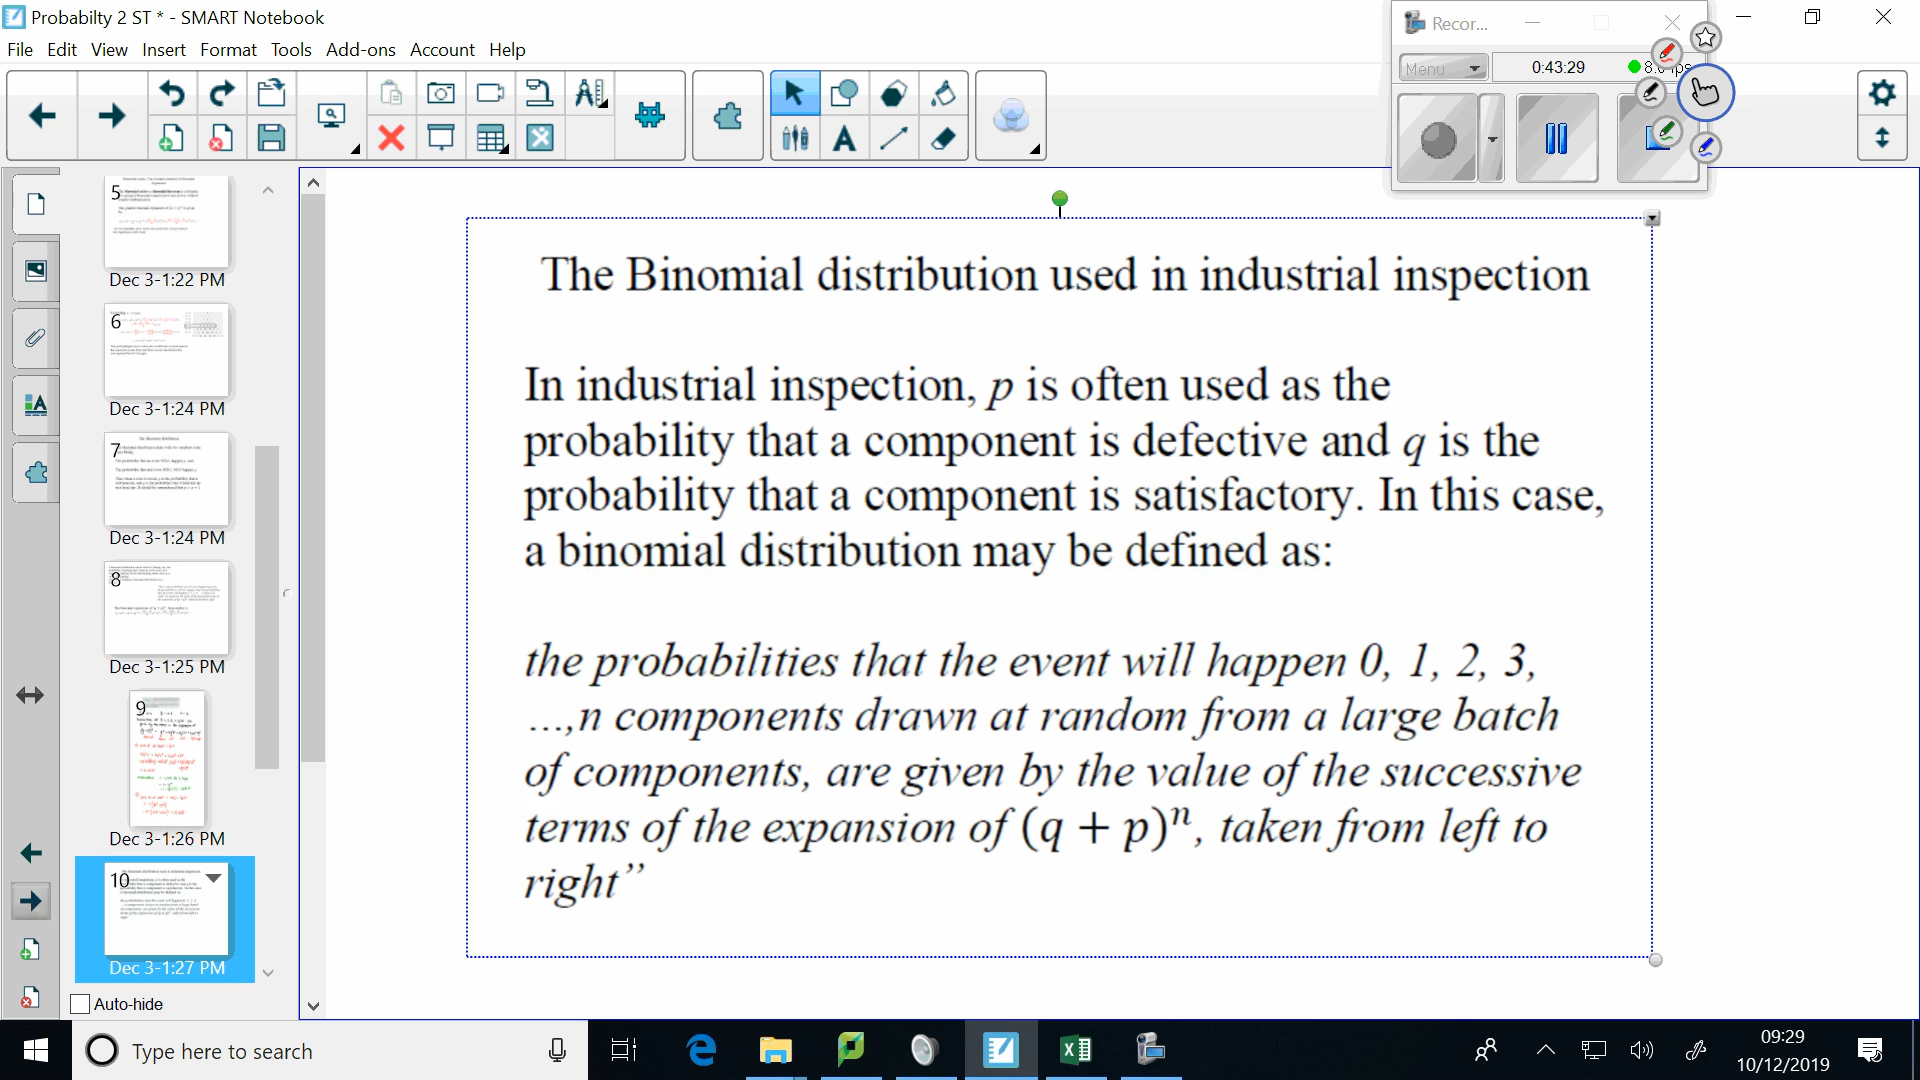 Probabilty 2 ST * - SMART Notebook
File Edit View Insert Format Tools Add-ons Account Help
Recor...
Menu
0:43:29
5
Dec 3-1:22 PM
6
Dec 3-1:24 PM
7
Dec 3-1:24 PM
8
Dec 3-1:25 PM
9
Dec 3-1:26 PM
10
Dec 3-1:27 PM
Auto-hide
The Binomial distribution used in industrial inspection
In industrial inspection, p is often used as the
probability that a component is defective and q is the
probability that a component is satisfactory. In this case,
a binomial distribution may be defined as:
the probabilities that the event will happen 0, 1, 2, 3,
...,n components drawn at random from a large batch
of components, are given by the value of the successive
terms of the expansion of (q + p)ⁿ, taken from left to
right”
Type here to search
09:29
10/12/2019